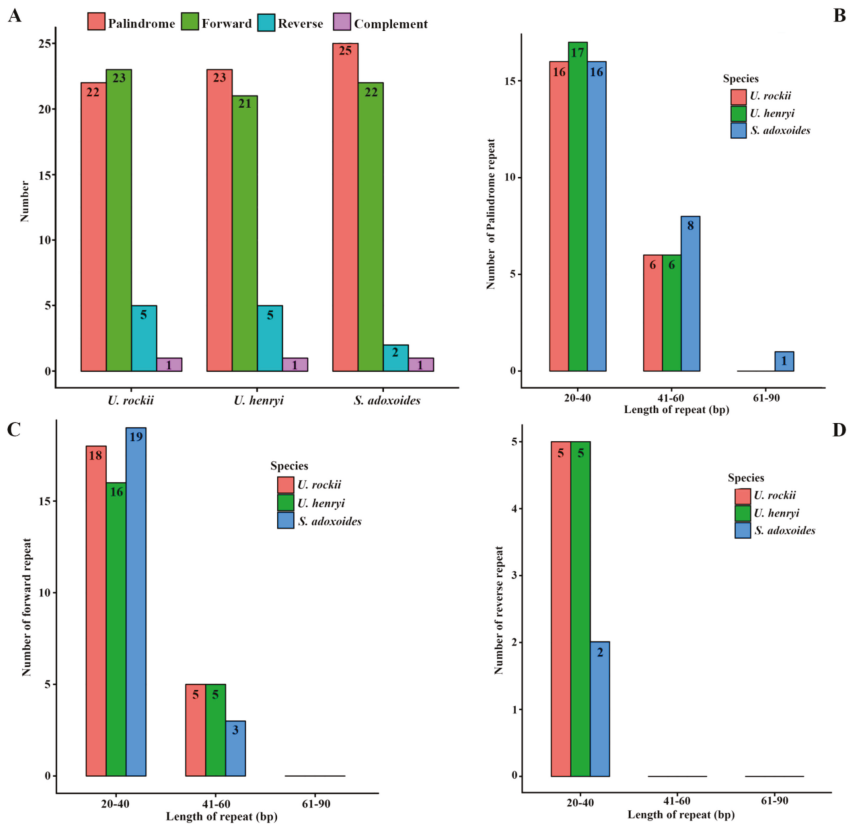 A
Palindrome Forward Reverse Complement
25
20
15
10
5
0
Number
22 23 5 1
23 21 5 1
25 22 2 1
U. rockii U. henryi S. adoxoides
B
15
10
5
0
Number of Palindrome repeat
Species
U. rockii
U. henryi
S. adoxoides
16 17 16
6 6 8
1
20-40 41-60 61-90
Length of repeat (bp)
C
15
10
5
0
Number of forward repeat
Species
U. rockii
U. henryi
S. adoxoides
18 16 19
5 5 3
20-40 41-60 61-90
Length of repeat (bp)
D
5
4
3
2
1
0
Number of reverse repeat
Species
U. rockii
U. henryi
S. adoxoides
5 5 2
20-40 41-60 61-90
Length of repeat (bp)